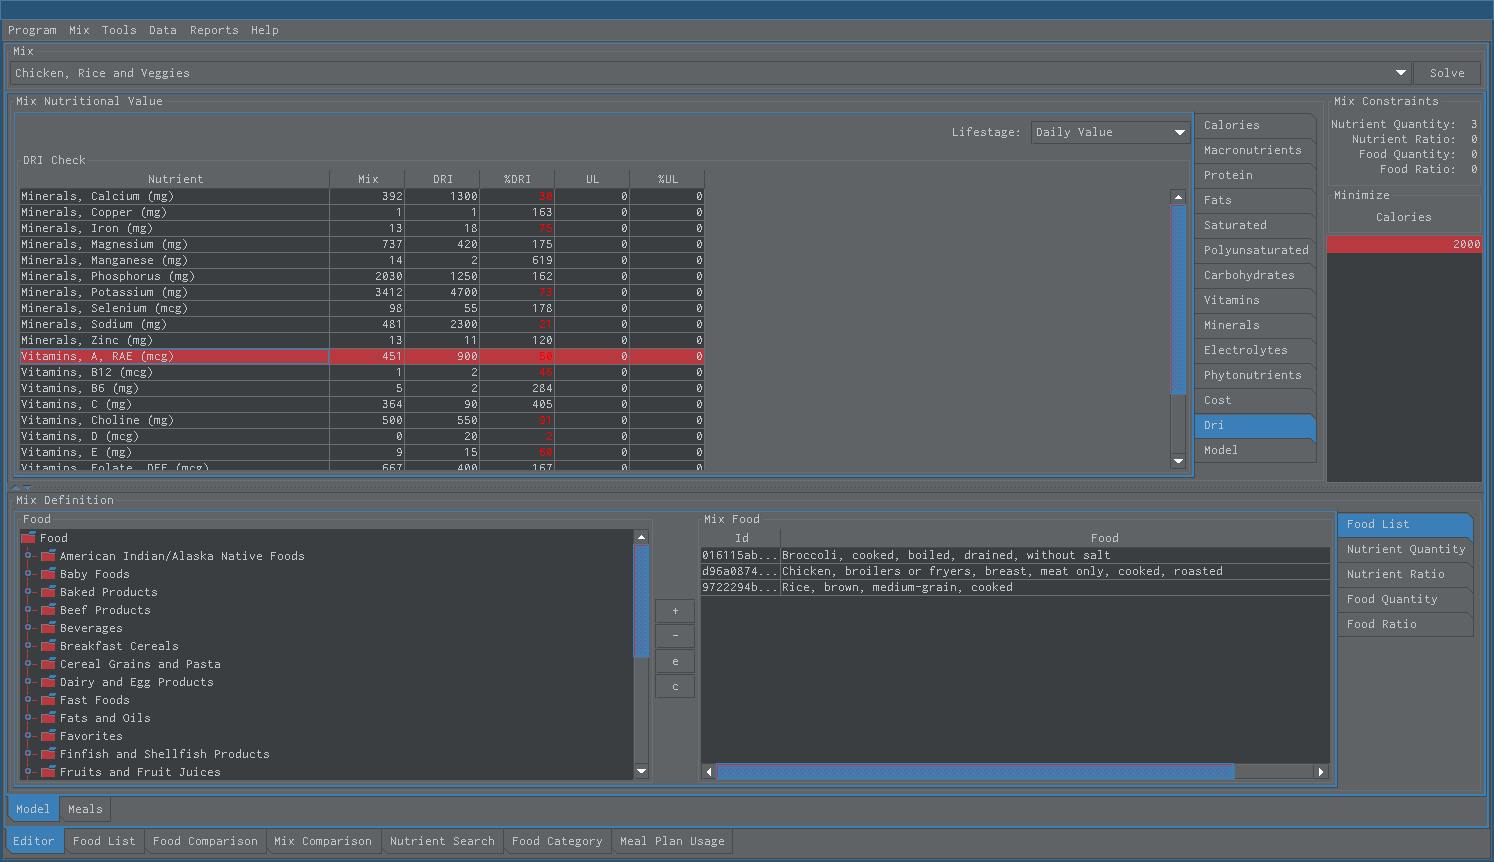 Program Mix Tools Data Reports Help
Mix
Chicken, Rice and Veggies
Solve
Mix Nutritional Value
Lifestage: Daily Value
DRI Check
Nutrient Mix DRI %DRI UL %UL
Minerals, Calcium (mg) 392 1300 30 0 0
Minerals, Copper (mg) 1 1 163 0 0
Minerals, Iron (mg) 13 18 75 0 0
Minerals, Magnesium (mg) 737 420 175 0 0
Minerals, Manganese (mg) 14 2 619 0 0
Minerals, Phosphorus (mg) 2030 1250 162 0 0
Minerals, Potassium (mg) 3412 4700 73 0 0
Minerals, Selenium (mcg) 98 55 178 0 0
Minerals, Sodium (mg) 481 2300 21 0 0
Minerals, Zinc (mg) 13 11 120 0 0
Vitamins, A, RAE (mcg) 451 900 50 0 0
Vitamins, B12 (mcg) 1 2 45 0 0
Vitamins, B6 (mg) 5 2 284 0 0
Vitamins, C (mg) 364 90 405 0 0
Vitamins, Choline (mg) 500 550 91 0 0
Vitamins, D (mcg) 0 20 2 0 0
Vitamins, E (mg) 9 15 60 0 0
Vitamins, Folate, DFE (mcg) 667 400 167 0 0
Calories
Macronutrients
Protein
Fats
Saturated
Polyunsaturated
Carbohydrates
Vitamins
Minerals
Electrolytes
Phytonutrients
Cost
Dri
Model
Mix Constraints
Nutrient Quantity: 3
Nutrient Ratio: 0
Food Quantity: 0
Food Ratio: 0
Minimize
Calories
2000
Mix Definition
Food
Food
American Indian/Alaska Native Foods
Baby Foods
Baked Products
Beef Products
Beverages
Breakfast Cereals
Cereal Grains and Pasta
Dairy and Egg Products
Fast Foods
Fats and Oils
Favorites
Finfish and Shellfish Products
Fruits and Fruit Juices
+
-
e
c
Mix Food
Id Food
016115ab... Broccoli, cooked, boiled, drained, without salt
d96a0874... Chicken, broilers or fryers, breast, meat only, cooked, roasted
9722294b... Rice, brown, medium-grain, cooked
Food List
Nutrient Quantity
Nutrient Ratio
Food Quantity
Food Ratio
Model Meals
Editor Food List Food Comparison Mix Comparison Nutrient Search Food Category Meal Plan Usage